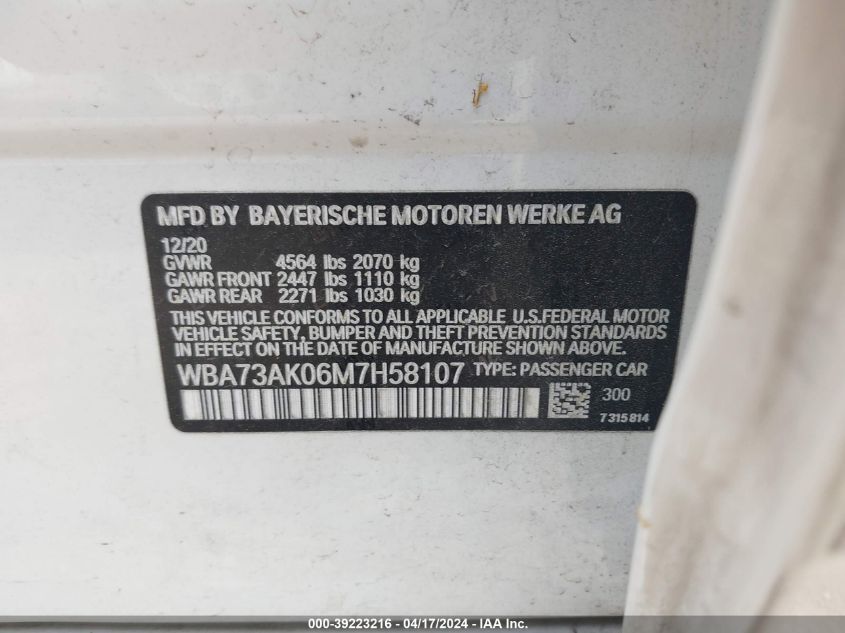 MFD BY BAYERISCHE MOTOREN WERKE AG
12/20
GVWR 4564 lbs 2070 kg
GAWR FRONT 2447 lbs 1110 kg
GAWR REAR 2271 lbs 1030 kg
THIS VEHICLE CONFORMS TO ALL APPLICABLE U.S.FEDERAL MOTOR
VEHICLE SAFETY, BUMPER AND THEFT PREVENTION STANDARDS
IN EFFECT ON THE DATE OF MANUFACTURE SHOWN ABOVE.
WBA73AK06M7H58107 TYPE: PASSENGER CAR
300
7315814
000-39223216 - 04/17/2024 - IAA Inc.